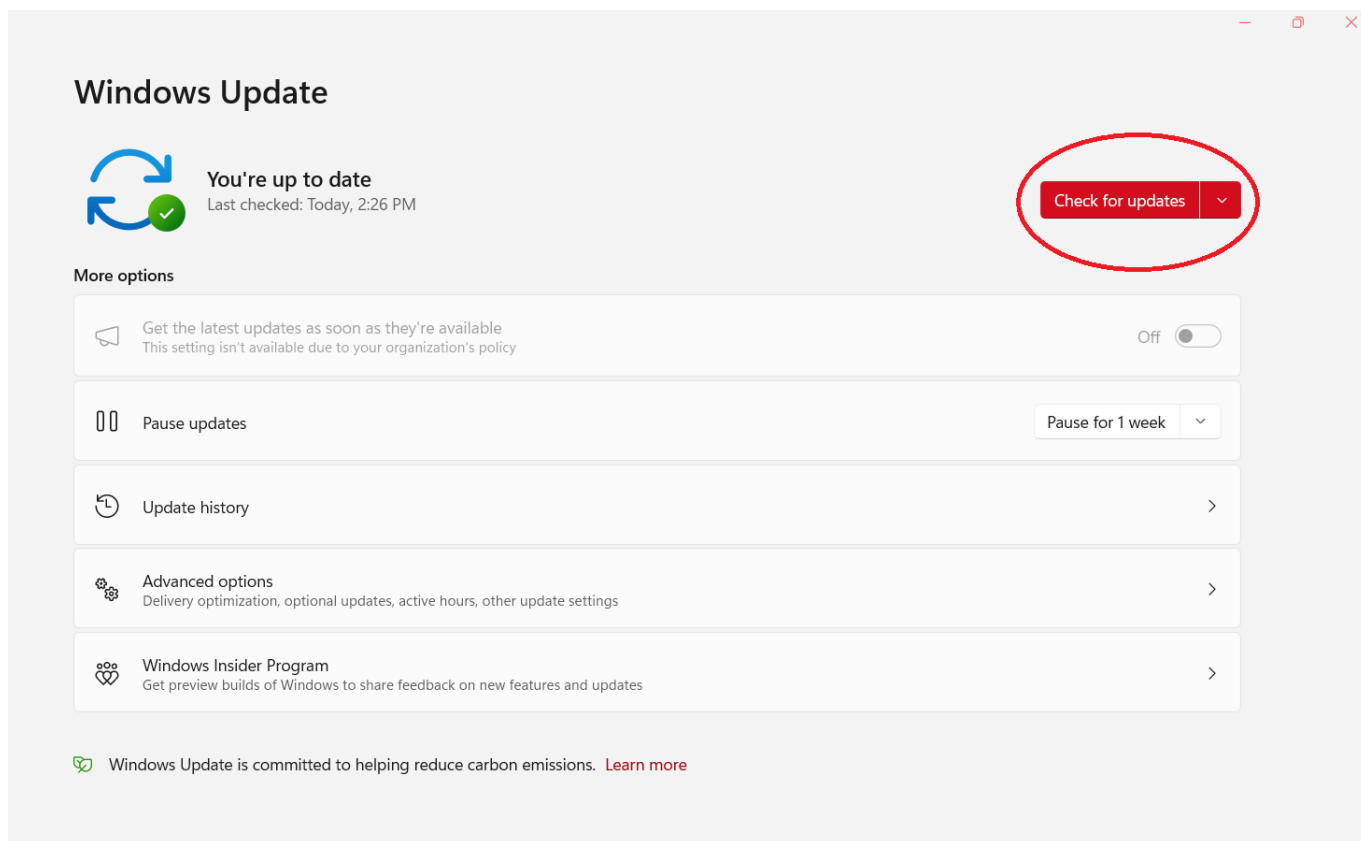 Windows Update
You're up to date
Last checked: Today, 2:26 PM
Check for updates
More options
Get the latest updates as soon as they're available
This setting isn't available due to your organization's policy
Off
Pause updates
Pause for 1 week
Update history
Advanced options
Delivery optimization, optional updates, active hours, other update settings
Windows Insider Program
Get preview builds of Windows to share feedback on new features and updates
Windows Update is committed to helping reduce carbon emissions. Learn more